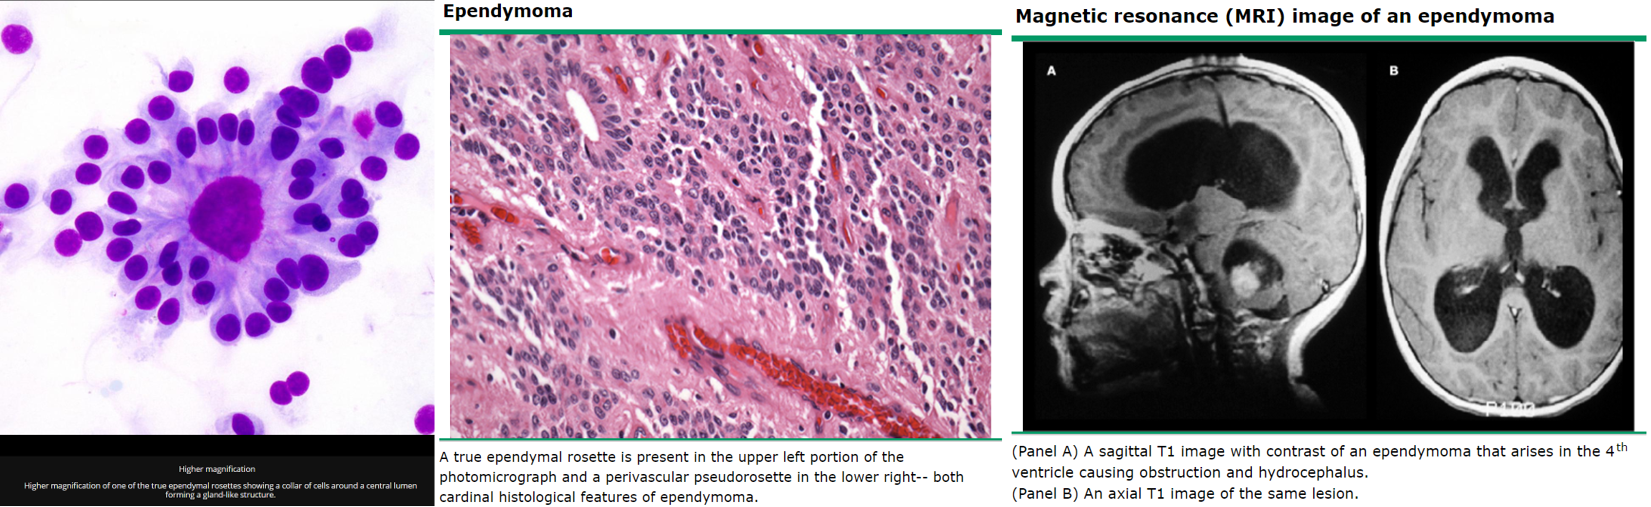 Higher magnification
Higher magnification of one of the true ependymal rosettes showing a collar of cells around a central lumen
forming a gland-like structure.
Ependymoma
A true ependymal rosette is present in the upper left portion of the
photomicrograph and a perivascular pseudorosette in the lower right-- both
cardinal histological features of ependymoma.
Magnetic resonance (MRI) image of an ependymoma
A
B
(Panel A) A sagittal T1 image with contrast of an ependymoma that arises in the 4th
ventricle causing obstruction and hydrocephalus.
(Panel B) An axial T1 image of the same lesion.